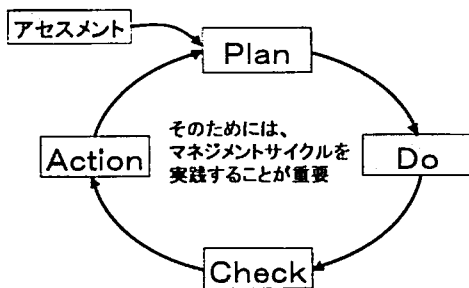 アセスメント
Plan
そのためには、
マネジメントサイクルを
実践することが重要
Action
Do
Check